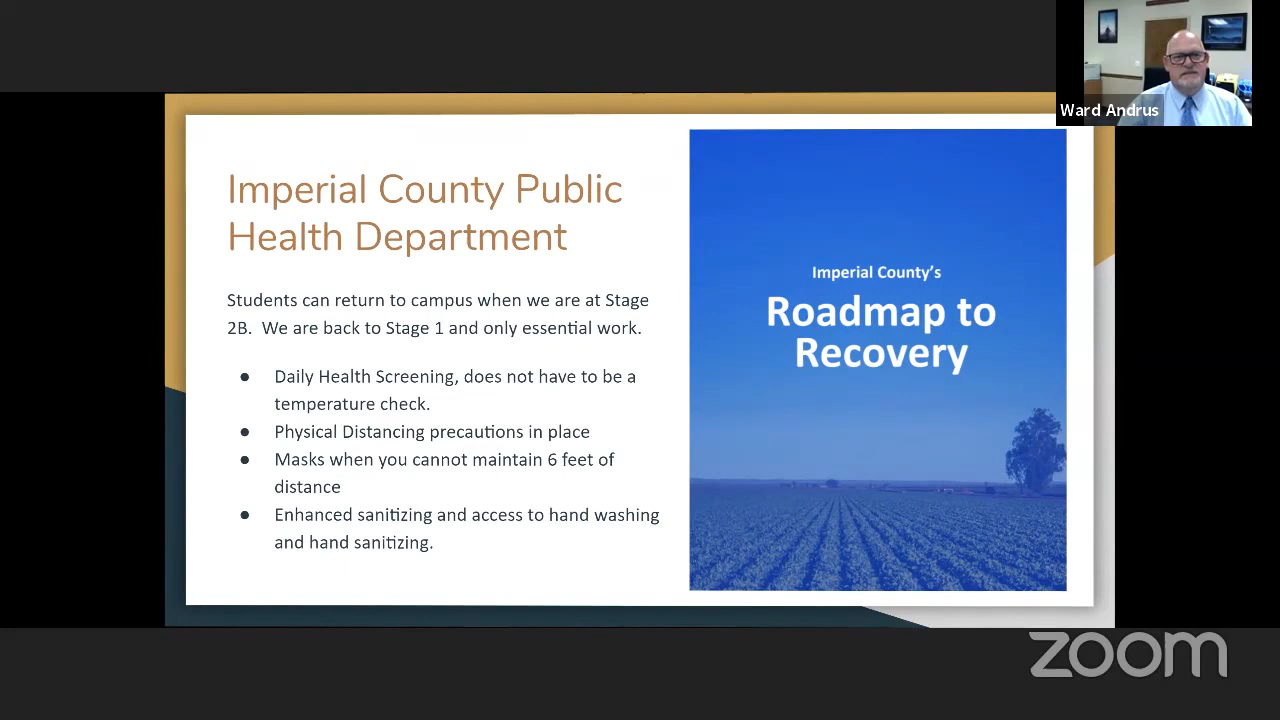 Ward Andrus
Imperial County Public
Health Department
Students can return to campus when we are at Stage
2B.  We are back to Stage 1 and only essential work.
● Daily Health Screening, does not have to be a
temperature check.
● Physical Distancing precautions in place
● Masks when you cannot maintain 6 feet of
distance
● Enhanced sanitizing and access to hand washing
and hand sanitizing.
Imperial County's
Roadmap to
Recovery
zoom